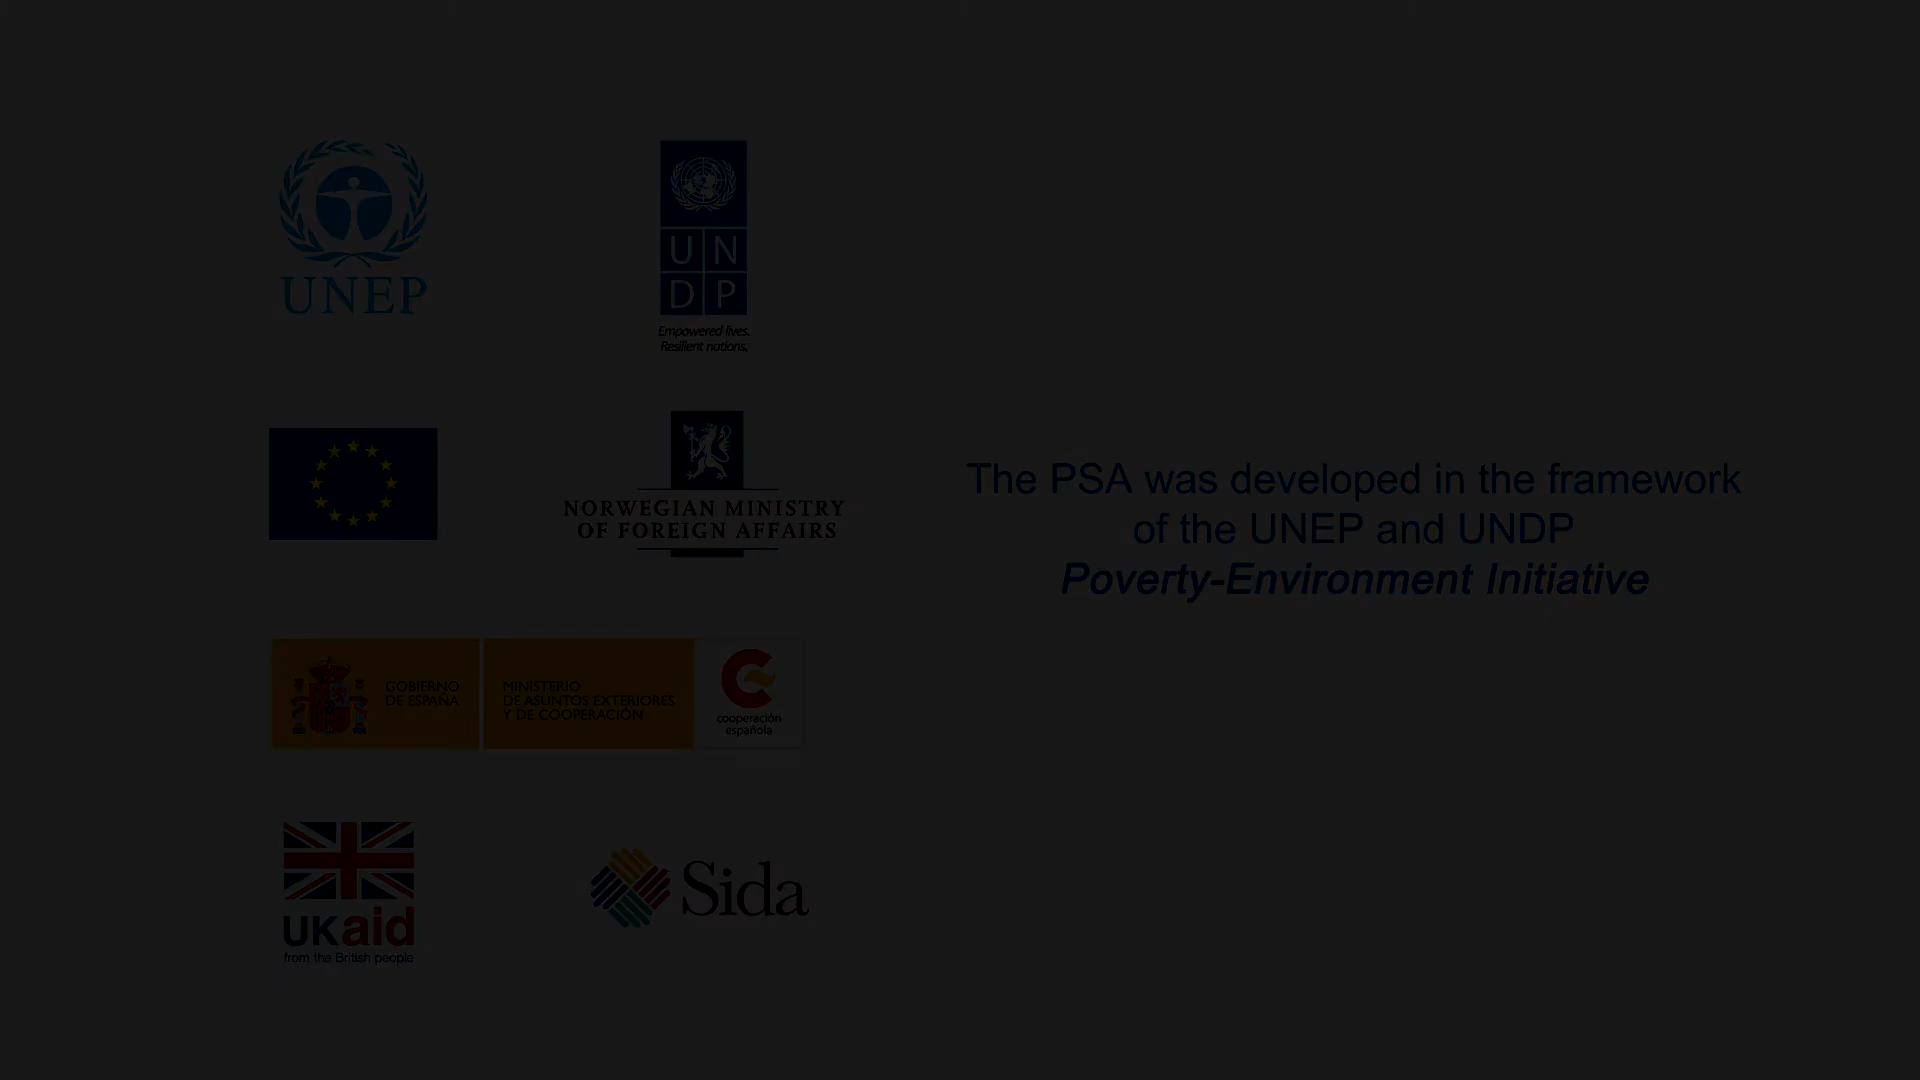 UNEP
U N
D P
Empowered lives.
Resilient nations.
NORWEGIAN MINISTRY
OF FOREIGN AFFAIRS
GOBIERNO
DE ESPAÑA
MINISTERIO
DE ASUNTOS EXTERIORES
Y DE COOPERACIÓN
cooperación
española
UKaid
from the British people
Sida
The PSA was developed in the framework
of the UNEP and UNDP
Poverty-Environment Initiative